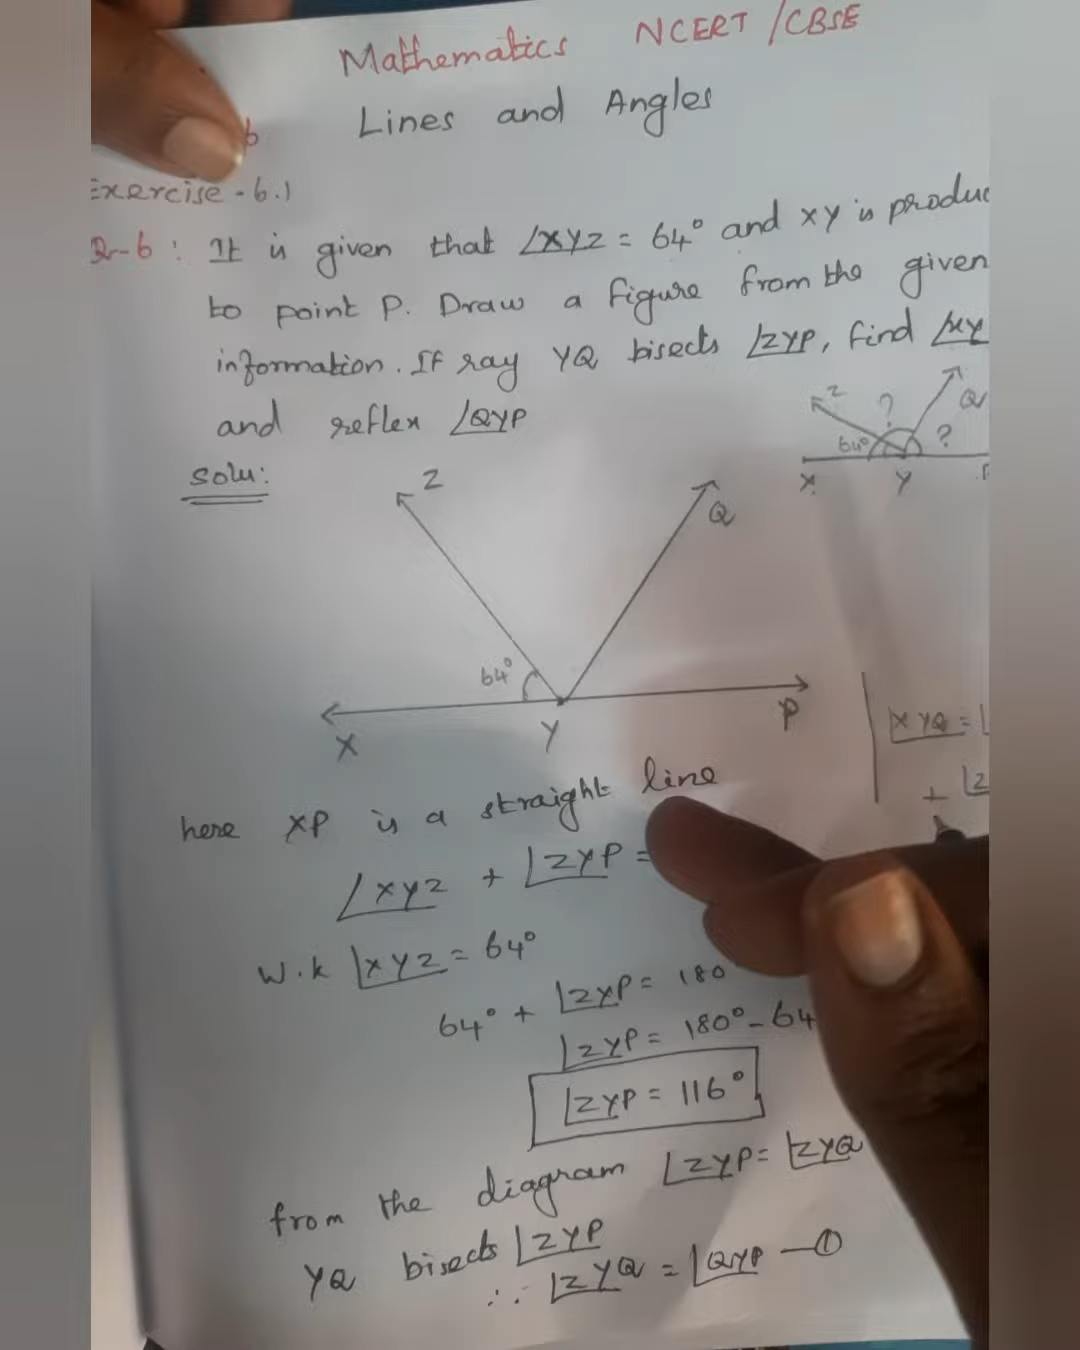 Mathematics NCERT/CBSE
6
Lines and Angles
Exercise-6.1
Q-6: It is given that ∠XYZ = 64° and XY is
to point P. Draw a figure from the given
information. If ray YQ bisects ∠ZYP, find
and reflex ∠QYP
Z
?
Q
64°
?
X
Y
Solu:
Z
Q
64°
X
Y
P
∠XYQ =
+
here XP is a straight line
∠XYZ + ∠ZYP =
W.k ∠XYZ = 64°
64° + ∠ZYP = 180
∠ZYP = 180° - 64
∠ZYP = 116°
from the diagram ∠ZYP = ∠ZYQ
YQ bisects ∠ZYP
∴ ∠ZYQ = ∠QYP —①